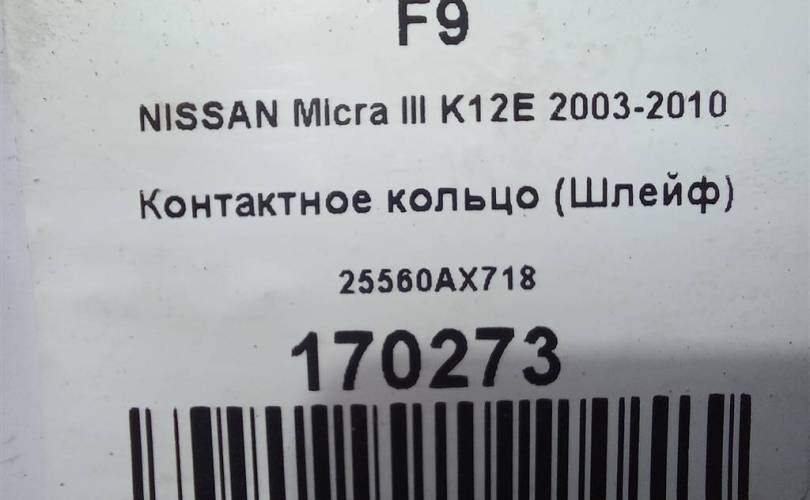 F9
NISSAN Micra III K12E 2003-2010
Контактное кольцо (Шлейф)
25560AX718
170273